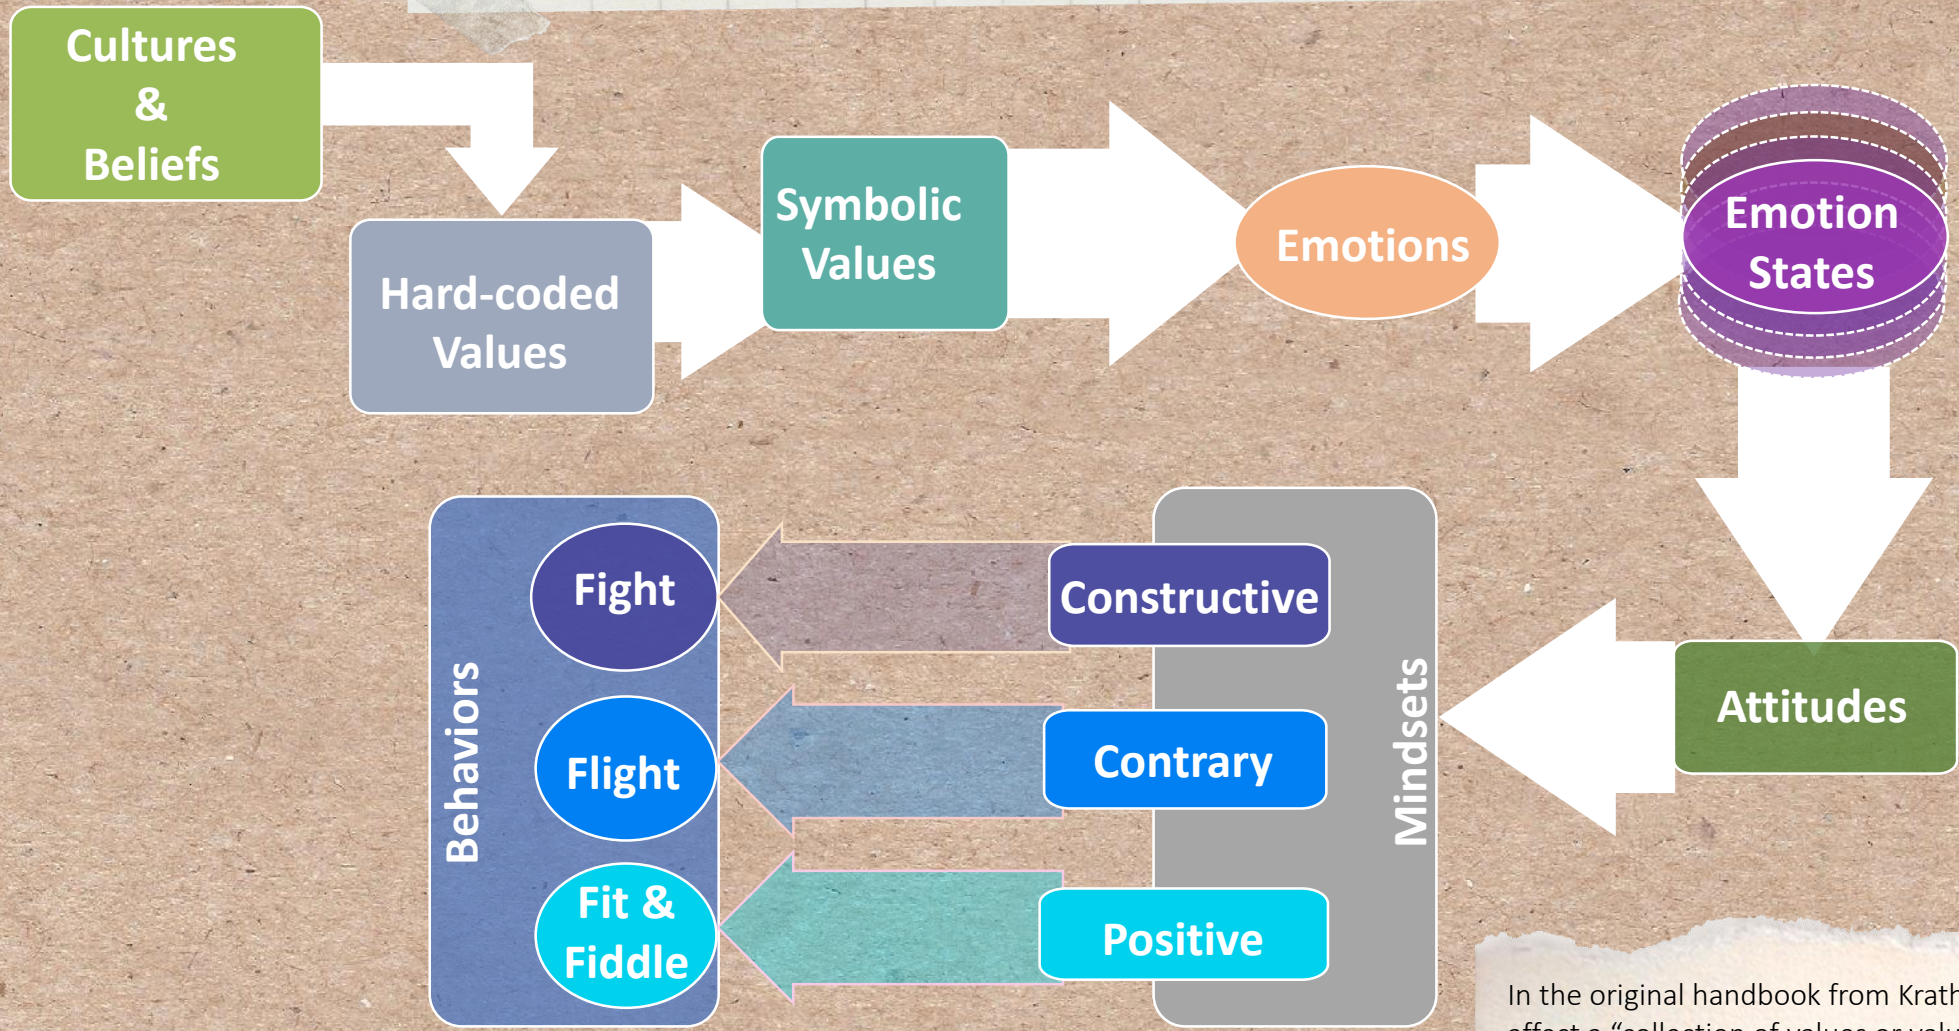 Cultures
&
Beliefs
Hard-coded
Values
Symbolic
Values
Emotions
Emotion
States
Attitudes
Mindsets
Constructive
Contrary
Positive
Behaviors
Fight
Flight
Fit &
Fiddle
In the original handbook from